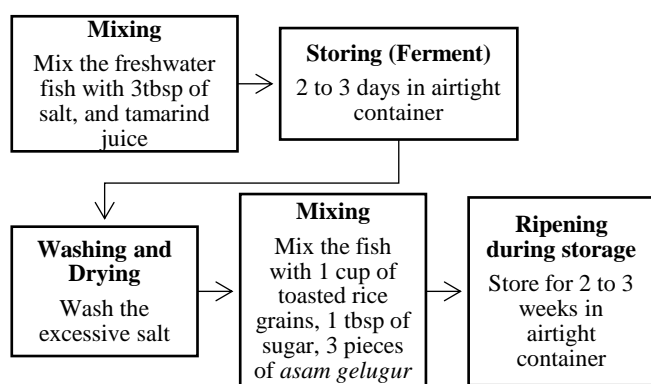 Mixing
Mix the freshwater
fish with 3tbsp of
salt, and tamarind
juice
Storing (Ferment)
2 to 3 days in airtight
container
Washing and
Drying
Wash the
excessive salt
Mixing
Mix the fish
with 1 cup of
toasted rice
grains, 1 tbsp of
sugar, 3 pieces
of asam gelugur
Ripening
during storage
Store for 2 to 3
weeks in
airtight
container